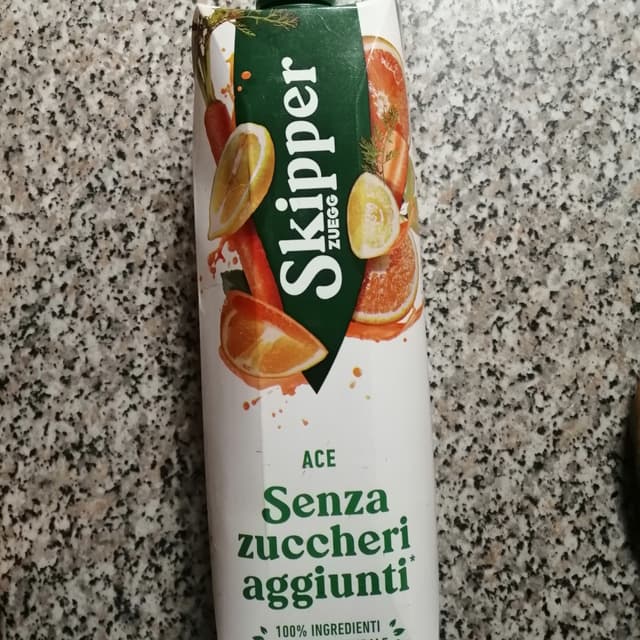 Skipper
ZUEGG
ACE
Senza
zuccheri
aggiunti*
100% INGREDIENTI